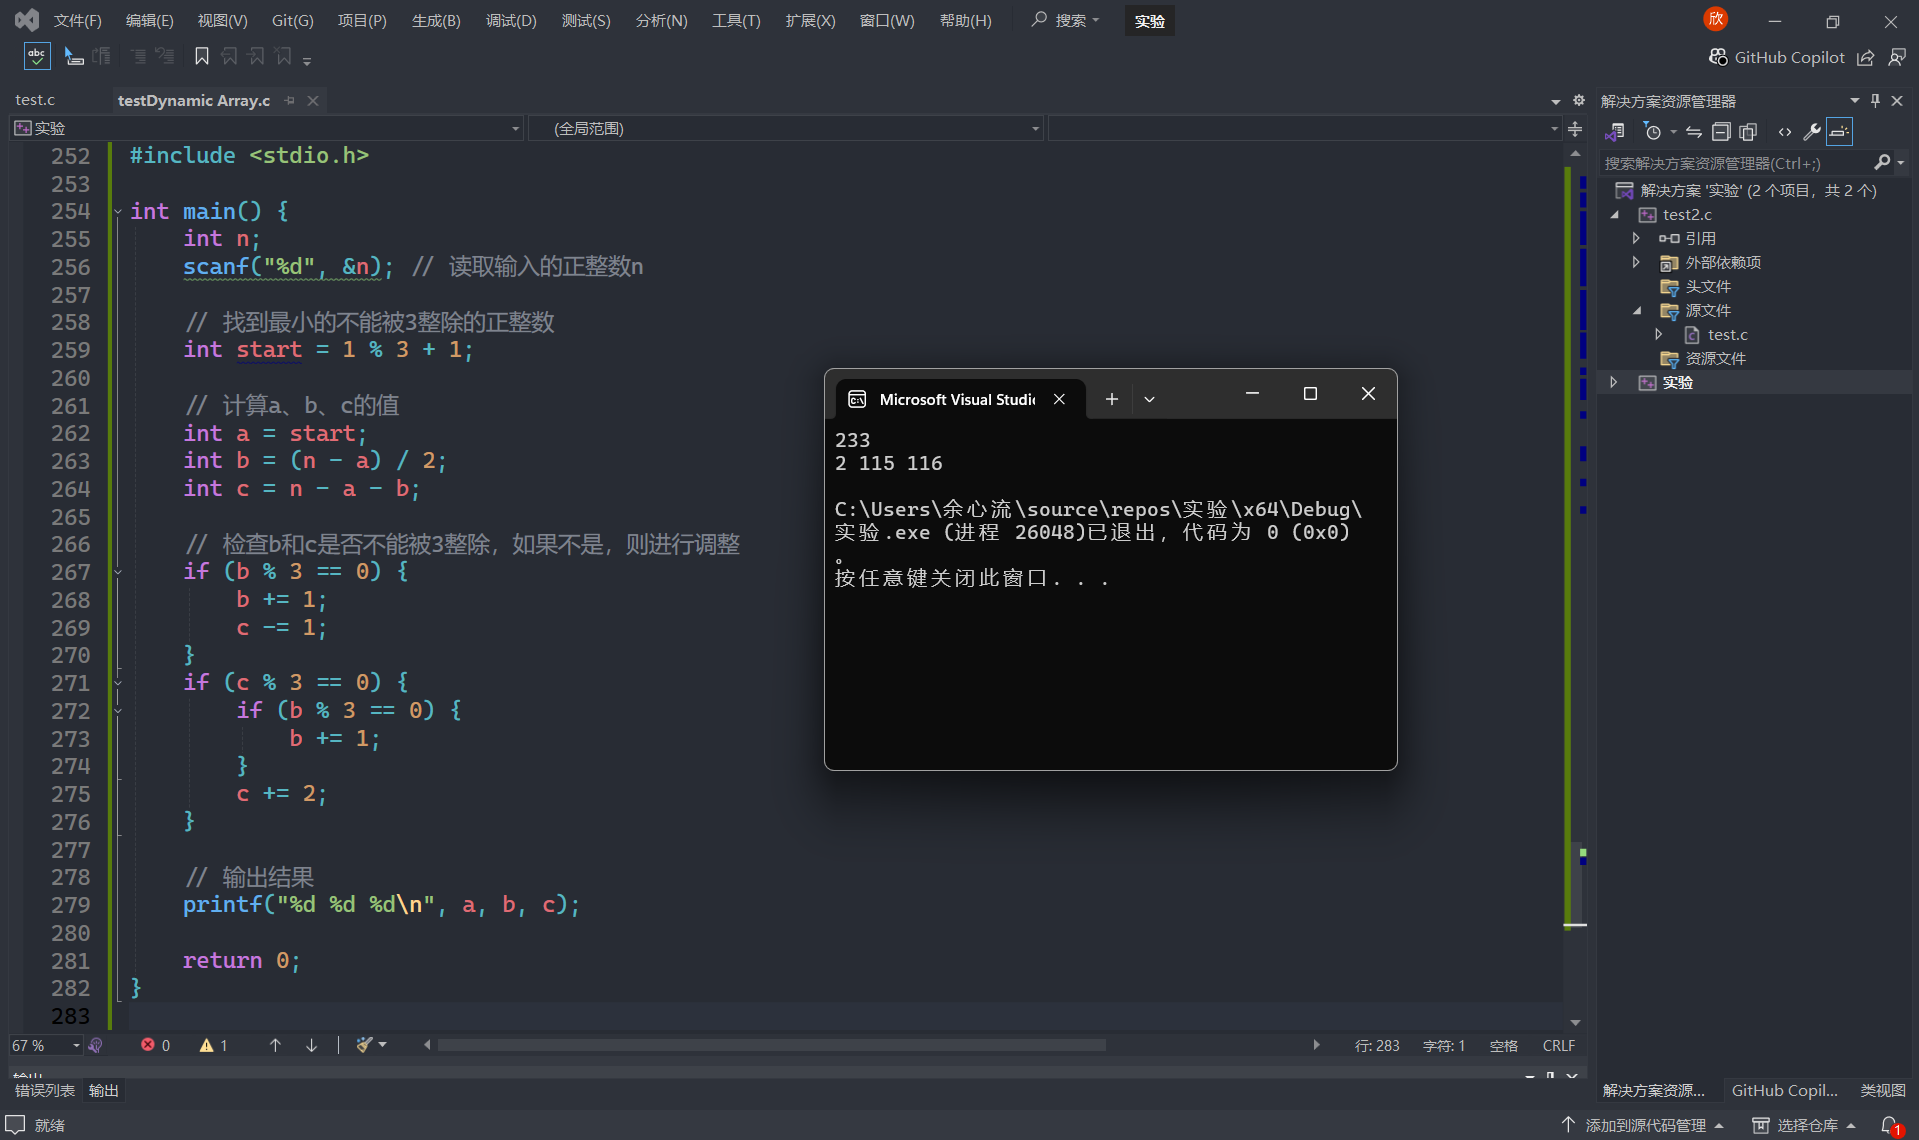 文件(F) 编辑(E) 视图(V) Git(G) 项目(P) 生成(B) 调试(D) 测试(S) 分析(N) 工具(T) 扩展(X) 窗口(W) 帮助(H) 搜索 实验 欣
abc GitHub Copilot
test.c testDynamic Array.c
实验 (全局范围)
252 #include <stdio.h>
253
254 int main() {
255 int n;
256 scanf("%d", &n); // 读取输入的正整数n
257
258 // 找到最小的不能被3整除的正整数
259 int start = 1 % 3 + 1;
260
261 // 计算a、b、c的值
262 int a = start;
263 int b = (n - a) / 2;
264 int c = n - a - b;
265
266 // 检查b和c是否不能被3整除，如果不是，则进行调整
267 if (b % 3 == 0) {
268 b += 1;
269 c -= 1;
270 }
271 if (c % 3 == 0) {
272 if (b % 3 == 0) {
273 b += 1;
274 }
275 c += 2;
276 }
277
278 // 输出结果
279 printf("%d %d %d\n", a, b, c);
280
281 return 0;
282 }
283
Microsoft Visual Studi
233
2 115 116
C:\Users\余心流\source\repos\实验\x64\Debug\
实验.exe (进程 26048)已退出，代码为 0 (0x0)
。
按任意键关闭此窗口. . .
解决方案资源管理器
搜索解决方案资源管理器(Ctrl+;)
解决方案 '实验' (2 个项目，共 2 个)
test2.c
引用
外部依赖项
头文件
源文件
test.c
资源文件
实验
67 % 0 1 行: 283 字符: 1 空格 CRLF
输出
错误列表 输出 解决方案资源... GitHub Copil... 类视图
就绪 添加到源代码管理 选择仓库 1